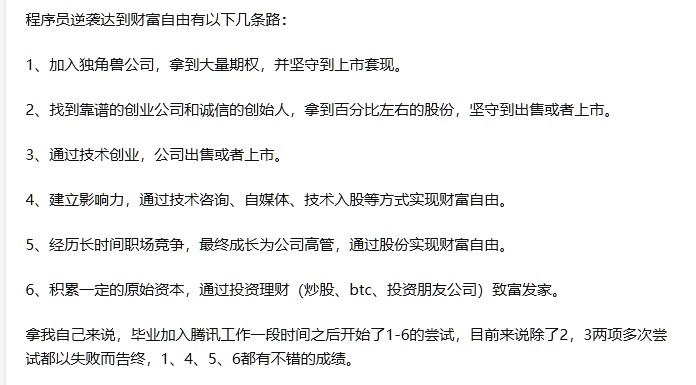 程序员逆袭达到财富自由有以下几条路：
1、加入独角兽公司，拿到大量期权，并坚守到上市套现。
2、找到靠谱的创业公司和诚信的创始人，拿到百分比左右的股份，坚守到出售或者上市。
3、通过技术创业，公司出售或者上市。
4、建立影响力，通过技术咨询、自媒体、技术入股等方式实现财富自由。
5、经历长时间职场竞争，最终成长为公司高管，通过股份实现财富自由。
6、积累一定的原始资本，通过投资理财（炒股、btc、投资朋友公司）致富发家。
拿我自己来说，毕业加入腾讯工作一段时间之后开始了1-6的尝试，目前来说除了2，3两项多次尝
试都以失败而告终，1、4、5、6都有不错的成绩。